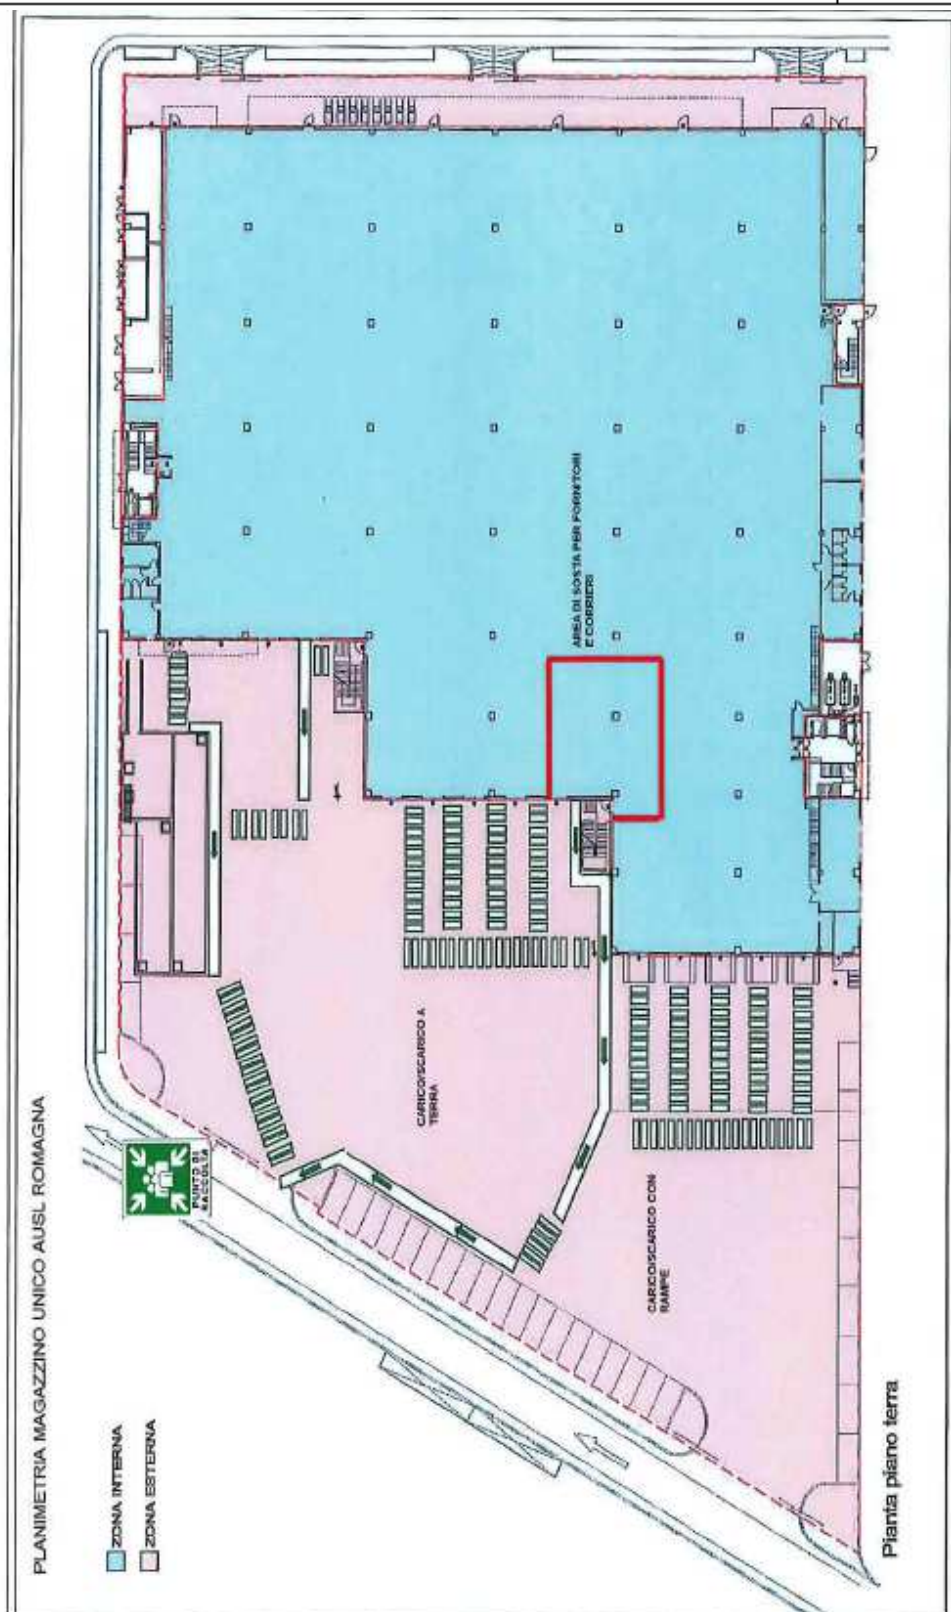 PLANIMETRIA MAGAZZINO UNICO AUSL ROMAGNA
ZONA INTERNA
ZONA ESTERNA
PUNTO DI
RACCOLTA
CARICO/SCARICO A
TERRA
CARICO/SCARICO CON
RAMPE
AREA DI SOSTA PER FORNITORI
E CORRIERI
Pianta piano terra